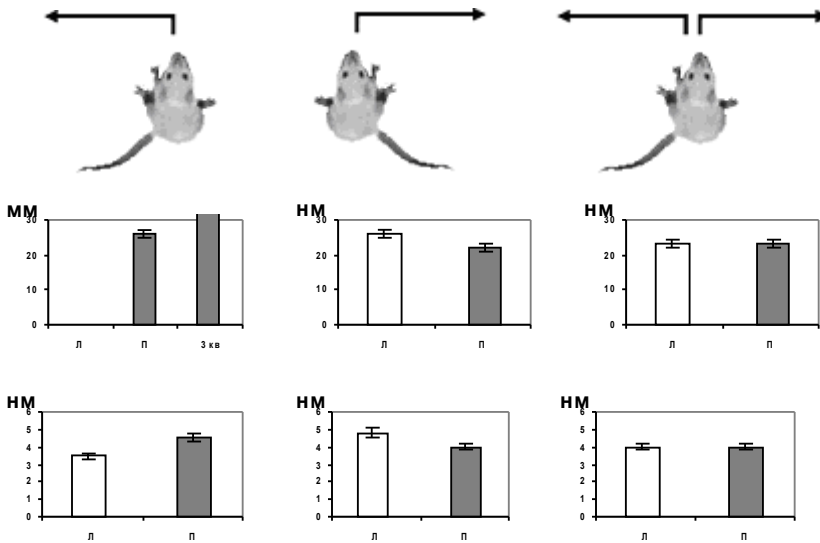 мм нм нм
30 30 30
20 20 20
10 10 10
0 0 0
Л П 3 кв Л П Л П
нм нм нм
6 6 6
5 5 5
4 4 4
3 3 3
2 2 2
1 1 1
0 0 0
Л П Л П Л П